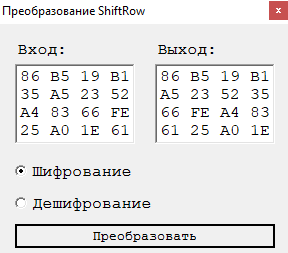 Преобразование ShiftRow
Вход: Выход:
86 B5 19 B1 86 B5 19 B1
35 A5 23 52 A5 23 52 35
A4 83 66 FE 66 FE A4 83
25 A0 1E 61 61 25 A0 1E
Шифрование
Дешифрование
Преобразовать